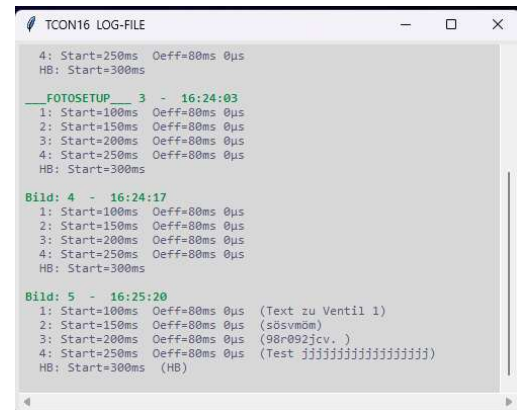 TCON16 LOG-FILE
4: Start=250ms Oeff=80ms 0µs
HB: Start=300ms
___FOTOSETUP___ 3 - 16:24:03
1: Start=100ms Oeff=80ms 0µs
2: Start=150ms Oeff=80ms 0µs
3: Start=200ms Oeff=80ms 0µs
4: Start=250ms Oeff=80ms 0µs
HB: Start=300ms
Bild: 4 - 16:24:17
1: Start=100ms Oeff=80ms 0µs
2: Start=150ms Oeff=80ms 0µs
3: Start=200ms Oeff=80ms 0µs
4: Start=250ms Oeff=80ms 0µs
HB: Start=300ms
Bild: 5 - 16:25:20
1: Start=100ms Oeff=80ms 0µs (Text zu Ventil 1)
2: Start=150ms Oeff=80ms 0µs (sösvmöm)
3: Start=200ms Oeff=80ms 0µs (98r092jcv. )
4: Start=250ms Oeff=80ms 0µs (Test jjjjjjjjjjjjjjjjjj)
HB: Start=300ms (HB)